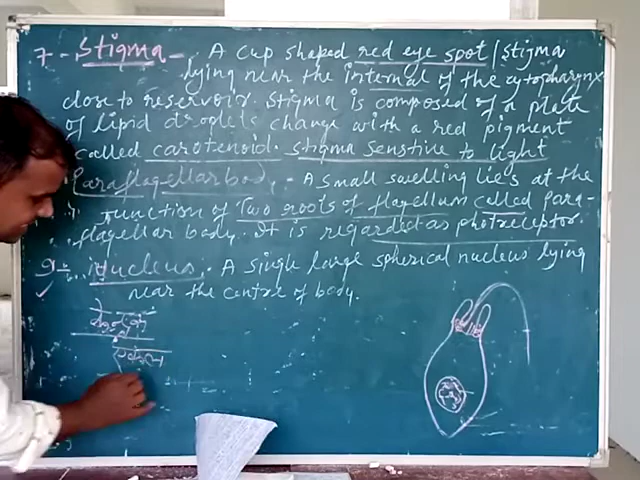 7 - Stigma - A cup shaped red eye spot / Stigma
lying near the internal of the cytopharynx
close to reservoir. Stigma is composed of a plate
of lipid droplets change with a red pigment
called carotenoid. Stigma Senstive to light
Paraflagellar body - A small swelling lie's at the
Junction of Two roots of flagellum called Para-
flagellar body. It is regarded as photoreceptor.
9 - Nucleus - A single large spherical nucleus lying
near the centre of body.